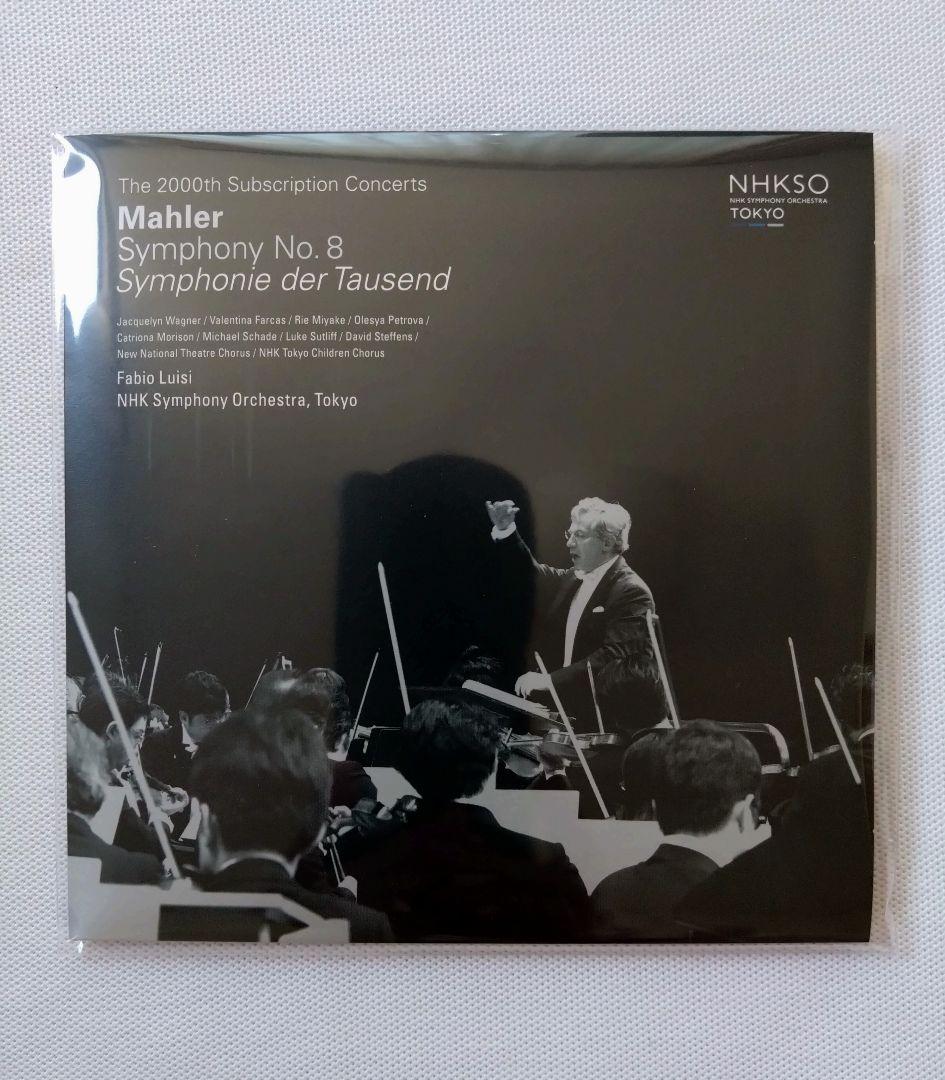 The 2000th Subscription Concerts
Mahler
Symphony No. 8
Symphonie der Tausend
Jacquelyn Wagner / Valentina Farcas / Rie Miyake / Olesya Petrova /
Catriona Morison / Michael Schade / Luke Sutliff / David Steffens /
New National Theatre Chorus / NHK Tokyo Children Chorus
Fabio Luisi
NHK Symphony Orchestra, Tokyo
NHKSO
NHK SYMPHONY ORCHESTRA
TOKYO